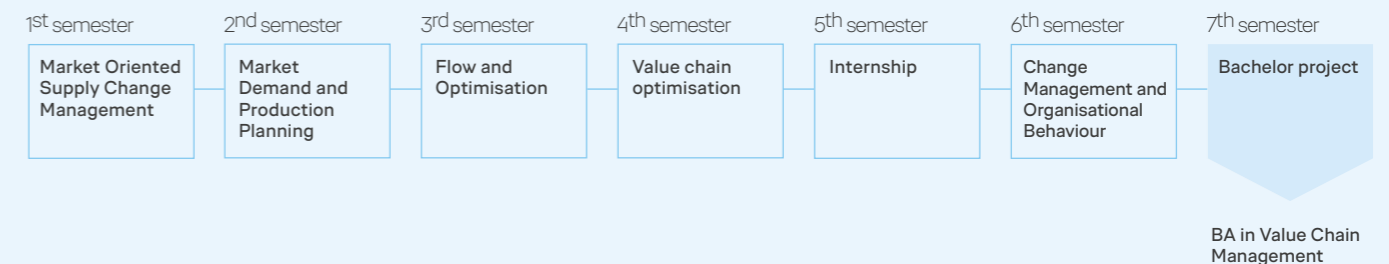 1st semester
Market Oriented
Supply Change
Management
2nd semester
Market
Demand and
Production
Planning
3rd semester
Flow and
Optimisation
4th semester
Value chain
optimisation
5th semester
Internship
6th semester
Change
Management and
Organisational
Behaviour
7th semester
Bachelor project
BA in Value Chain
Management